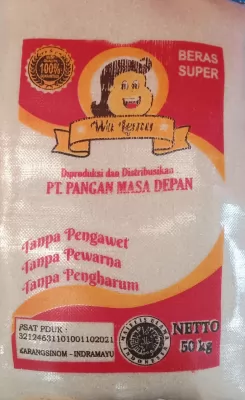 100%
BERAS
SUPER
Diproduksi dan Distribusikan
PT. PANGAN MASA DEPAN
Tanpa Pengawet
Tanpa Pewarna
Tanpa Pengharum
PSAT PDUK :
32124631101001102021
KARANGSINOM - INDRAMAYU
NETTO
50 kg